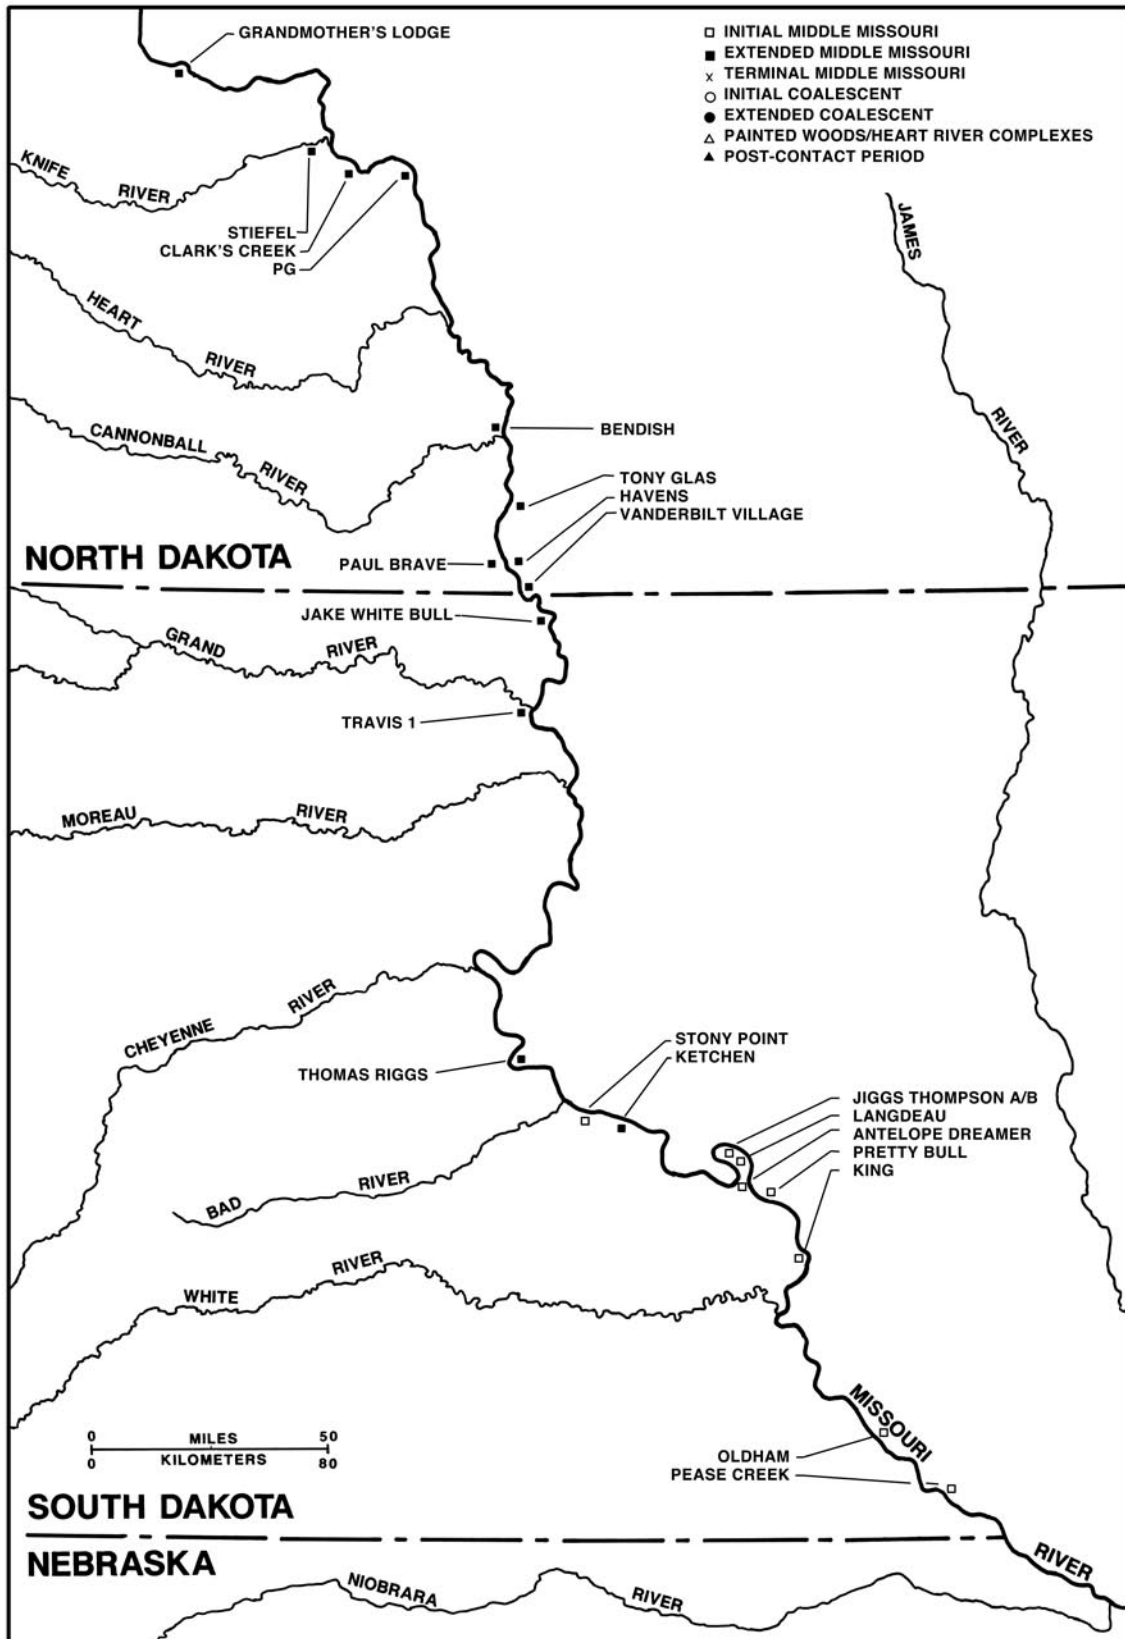 GRANDMOTHER'S LODGE
□ INITIAL MIDDLE MISSOURI
■ EXTENDED MIDDLE MISSOURI
x TERMINAL MIDDLE MISSOURI
○ INITIAL COALESCENT
● EXTENDED COALESCENT
△ PAINTED WOODS/HEART RIVER COMPLEXES
▲ POST-CONTACT PERIOD
KNIFE RIVER
STIEFEL
CLARK'S CREEK
PG
JAMES RIVER
HEART RIVER
CANNONBALL RIVER
BENDISH
TONY GLAS
HAVENS
VANDERBILT VILLAGE
NORTH DAKOTA
PAUL BRAVE
JAKE WHITE BULL
GRAND RIVER
TRAVIS 1
MOREAU RIVER
CHEYENNE RIVER
STONY POINT
KETCHEN
THOMAS RIGGS
JIGGS THOMPSON A/B
LANGDEAU
ANTELOPE DREAMER
PRETTY BULL
KING
BAD RIVER
WHITE RIVER
MISSOURI RIVER
0 MILES 50
0 KILOMETERS 80
OLDHAM
PEASE CREEK
SOUTH DAKOTA
NEBRASKA
NIOBRARA RIVER